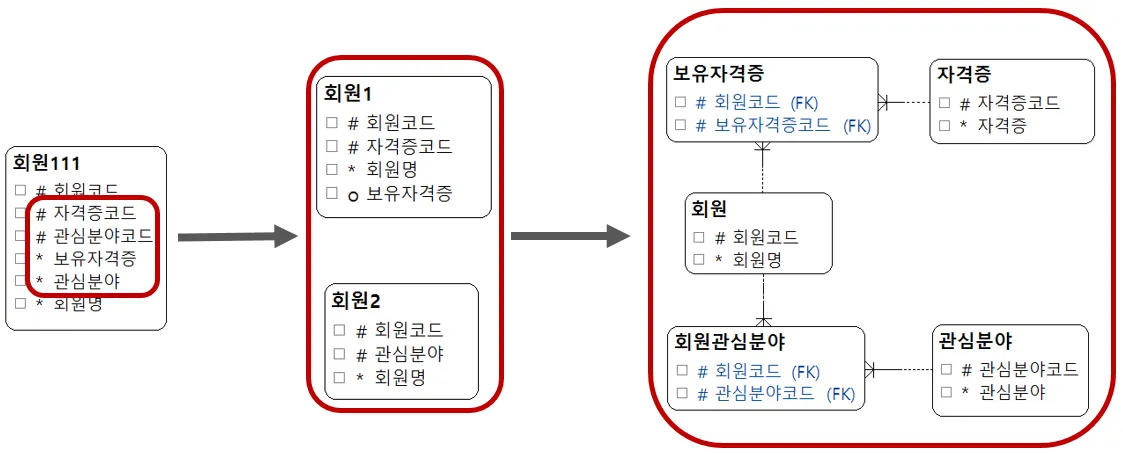 회원111
# 회원코드
# 자격증코드
# 관심분야코드
* 보유자격증
* 관심분야
* 회원명
회원1
# 회원코드
# 자격증코드
* 회원명
o 보유자격증
회원2
# 회원코드
# 관심분야
* 회원명
보유자격증
# 회원코드 (FK)
# 보유자격증코드 (FK)
자격증
# 자격증코드
* 자격증
회원
# 회원코드
* 회원명
회원관심분야
# 회원코드 (FK)
# 관심분야코드 (FK)
관심분야
# 관심분야코드
* 관심분야